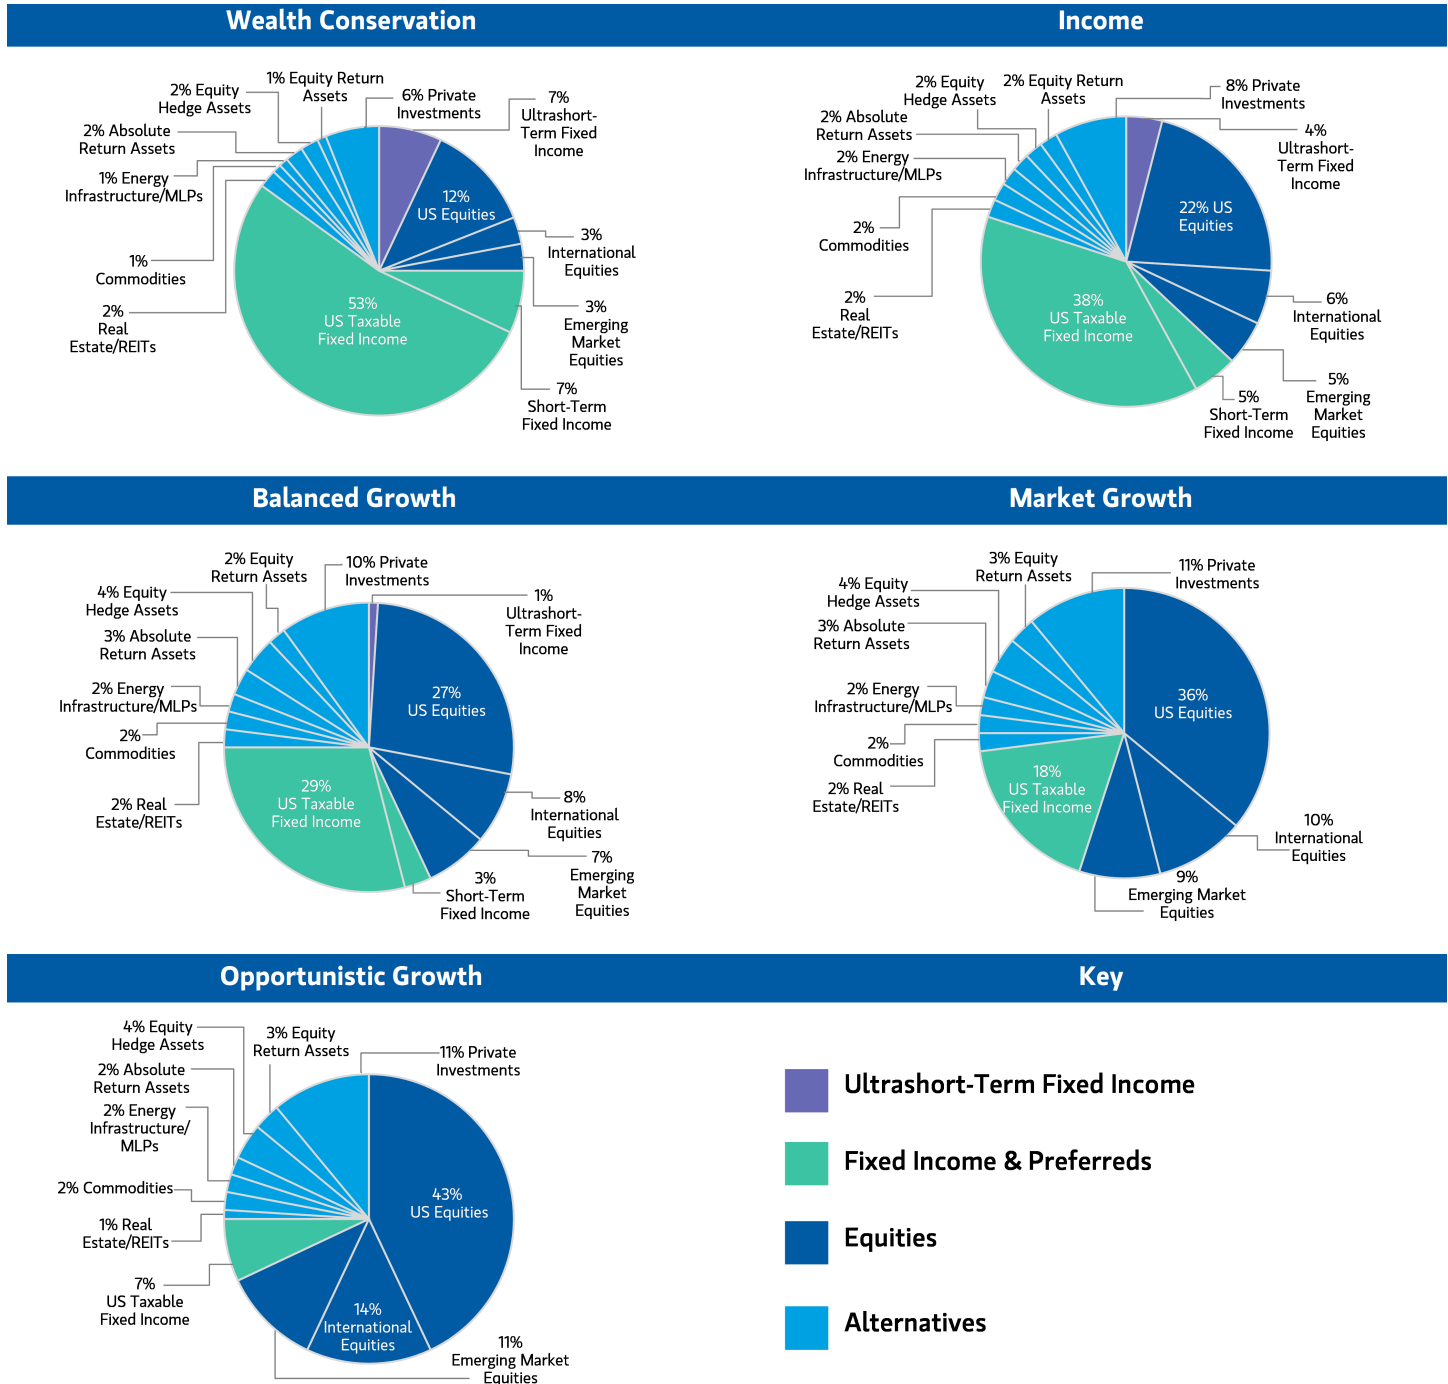 Wealth Conservation
1% Equity Return
Assets
2% Equity
Hedge Assets
6% Private
Investments
7%
Ultrashort-
Term Fixed
Income
2% Absolute
Return Assets
1% Energy
Infrastructure/MLPs
12%
US Equities
3%
International
Equities
1%
Commodities
53%
US Taxable
Fixed Income
2%
Real
Estate/REITs
3%
Emerging
Market
Equities
7%
Short-Term
Fixed Income
Income
2% Equity
Hedge Assets
2% Equity Return
Assets
8% Private
Investments
2% Absolute
Return Assets
4%
Ultrashort-
Term Fixed
Income
2% Energy
Infrastructure/MLPs
22% US
Equities
2%
Commodities
2%
Real
Estate/REITs
38%
US Taxable
Fixed Income
6%
International
Equities
5%
Emerging
Market
Equities
5%
Short-Term
Fixed Income
Balanced Growth
2% Equity
Return Assets
10% Private
Investments
4% Equity
Hedge Assets
1%
Ultrashort-
Term Fixed
Income
3% Absolute
Return Assets
2% Energy
Infrastructure/MLPs
27%
US Equities
2%
Commodities
29%
US Taxable
Fixed Income
2% Real
Estate/REITs
8%
International
Equities
7%
Emerging
Market
Equities
3%
Short-Term
Fixed Income
Market Growth
3% Equity
Return Assets
11% Private
Investments
4% Equity
Hedge Assets
3% Absolute
Return Assets
2% Energy
Infrastructure/MLPs
36%
US Equities
2%
Commodities
18%
US Taxable
Fixed Income
2% Real
Estate/REITs
10%
International
Equities
9%
Emerging Market
Equities
Opportunistic Growth
4% Equity
Hedge Assets
3% Equity
Return Assets
11% Private
Investments
2% Absolute
Return Assets
2% Energy
Infrastructure/
MLPs
2% Commodities
43%
US Equities
1% Real
Estate/REITs
7%
US Taxable
Fixed Income
14%
International
Equities
11%
Emerging Market
Equities
Key
Ultrashort-Term Fixed Income
Fixed Income & Preferreds
Equities
Alternatives